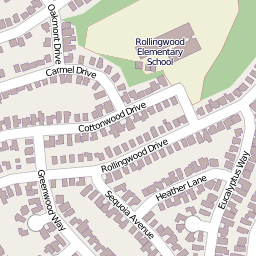 Oakmont Drive
Rollingwood
Elementary
School
Carmel Drive
Cottonwood Drive
Rollingwood Drive
Heather Lane
Eucalyptus Way
Greenwood Way
Sequoia Avenue